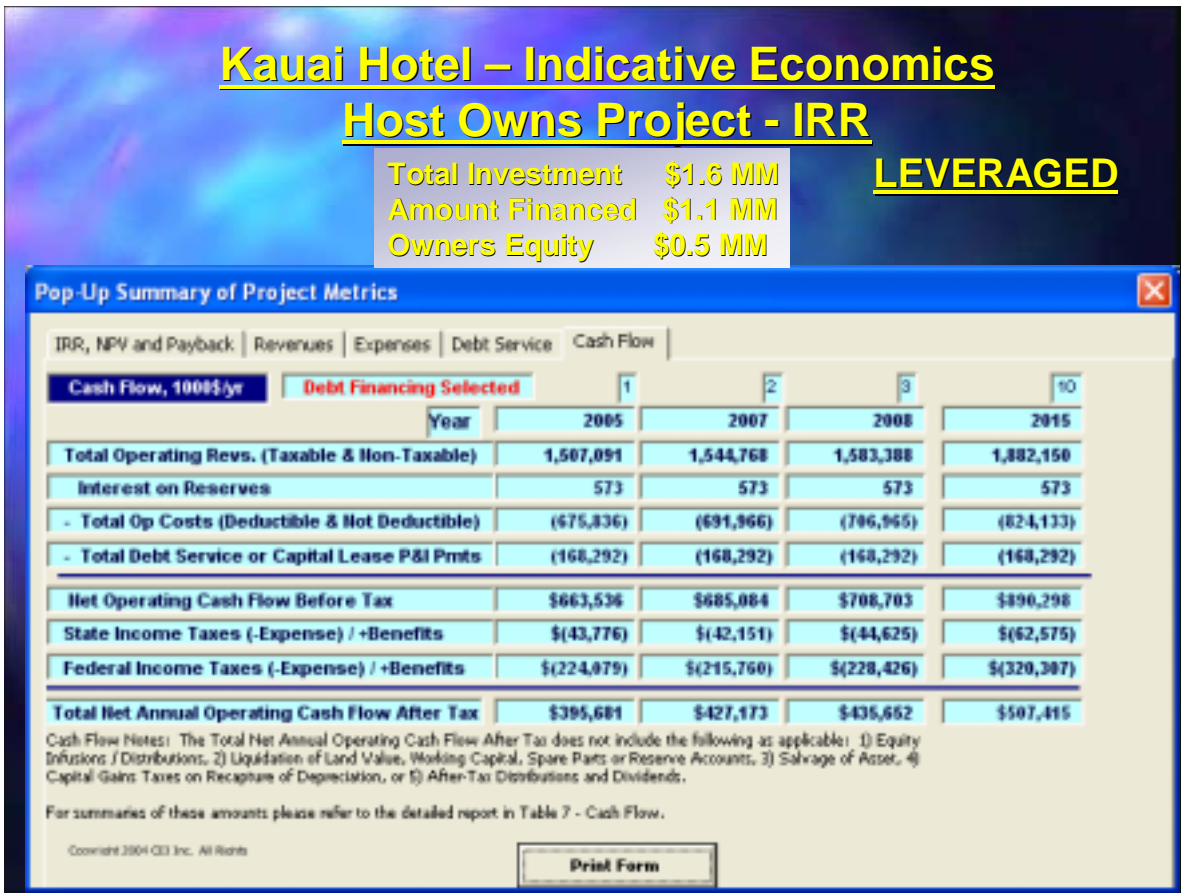 Kauai Hotel – Indicative Economics
Host Owns Project - IRR
LEVERAGED
Total Investment $1.6 MM
Amount Financed $1.1 MM
Owners Equity $0.5 MM
Pop-Up Summary of Project Metrics
IRR, NPV and Payback Revenues Expenses Debt Service Cash Flow
Cash Flow, 1000$/yr Debt Financing Selected 1 2 3 10
Year 2005 2007 2008 2015
Total Operating Revs. (Taxable & Non-Taxable) 1,507,091 1,544,768 1,583,388 1,882,150
Interest on Reserves 573 573 573 573
- Total Op Costs (Deductible & Not Deductible) (675,836) (691,966) (706,965) (824,133)
- Total Debt Service or Capital Lease P&I Pmts (168,292) (168,292) (168,292) (168,292)
Net Operating Cash Flow Before Tax $663,536 $685,084 $708,703 $890,298
State Income Taxes (-Expense) / +Benefits $(43,776) $(42,151) $(44,625) $(62,575)
Federal Income Taxes (-Expense) / +Benefits $(224,079) $(215,760) $(228,426) $(320,307)
Total Net Annual Operating Cash Flow After Tax $395,681 $427,173 $435,652 $507,415
Cash Flow Notes: The Total Net Annual Operating Cash Flow After Tax does not include the following as applicable: 1) Equity
Infusions / Distributions, 2) Liquidation of Land Value, Working Capital, Spare Parts or Reserve Accounts, 3) Salvage of Asset, 4)
Capital Gains Taxes on Recapture of Depreciation, or 5) After-Tax Distributions and Dividends.
For summaries of these amounts please refer to the detailed report in Table 7 - Cash Flow.
Copyright 2004 Inc. All Rights
Print Form